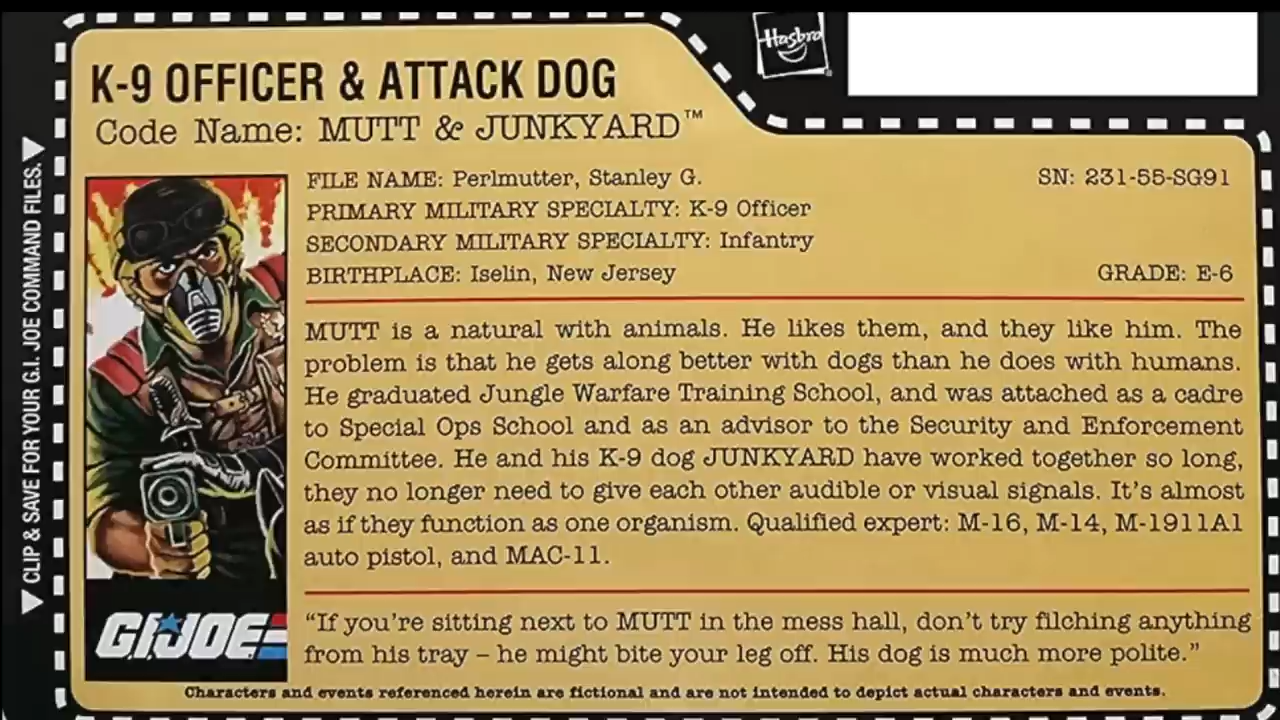 Hasbro
K-9 OFFICER & ATTACK DOG
Code Name: MUTT & JUNKYARD™
FILE NAME: Perlmutter, Stanley G.
SN: 231-55-SG91
PRIMARY MILITARY SPECIALTY: K-9 Officer
SECONDARY MILITARY SPECIALTY: Infantry
BIRTHPLACE: Iselin, New Jersey
GRADE: E-6
MUTT is a natural with animals. He likes them, and they like him. The
problem is that he gets along better with dogs than he does with humans.
He graduated Jungle Warfare Training School, and was attached as a cadre
to Special Ops School and as an advisor to the Security and Enforcement
Committee. He and his K-9 dog JUNKYARD have worked together so long,
they no longer need to give each other audible or visual signals. It's almost
as if they function as one organism. Qualified expert: M-16, M-14, M-1911A1
auto pistol, and MAC-11.
"If you're sitting next to MUTT in the mess hall, don't try filching anything
from his tray – he might bite your leg off. His dog is much more polite."
G.I. JOE
Characters and events referenced herein are fictional and are not intended to depict actual characters and events.
CLIP & SAVE FOR YOUR G.I. JOE COMMAND FILES.